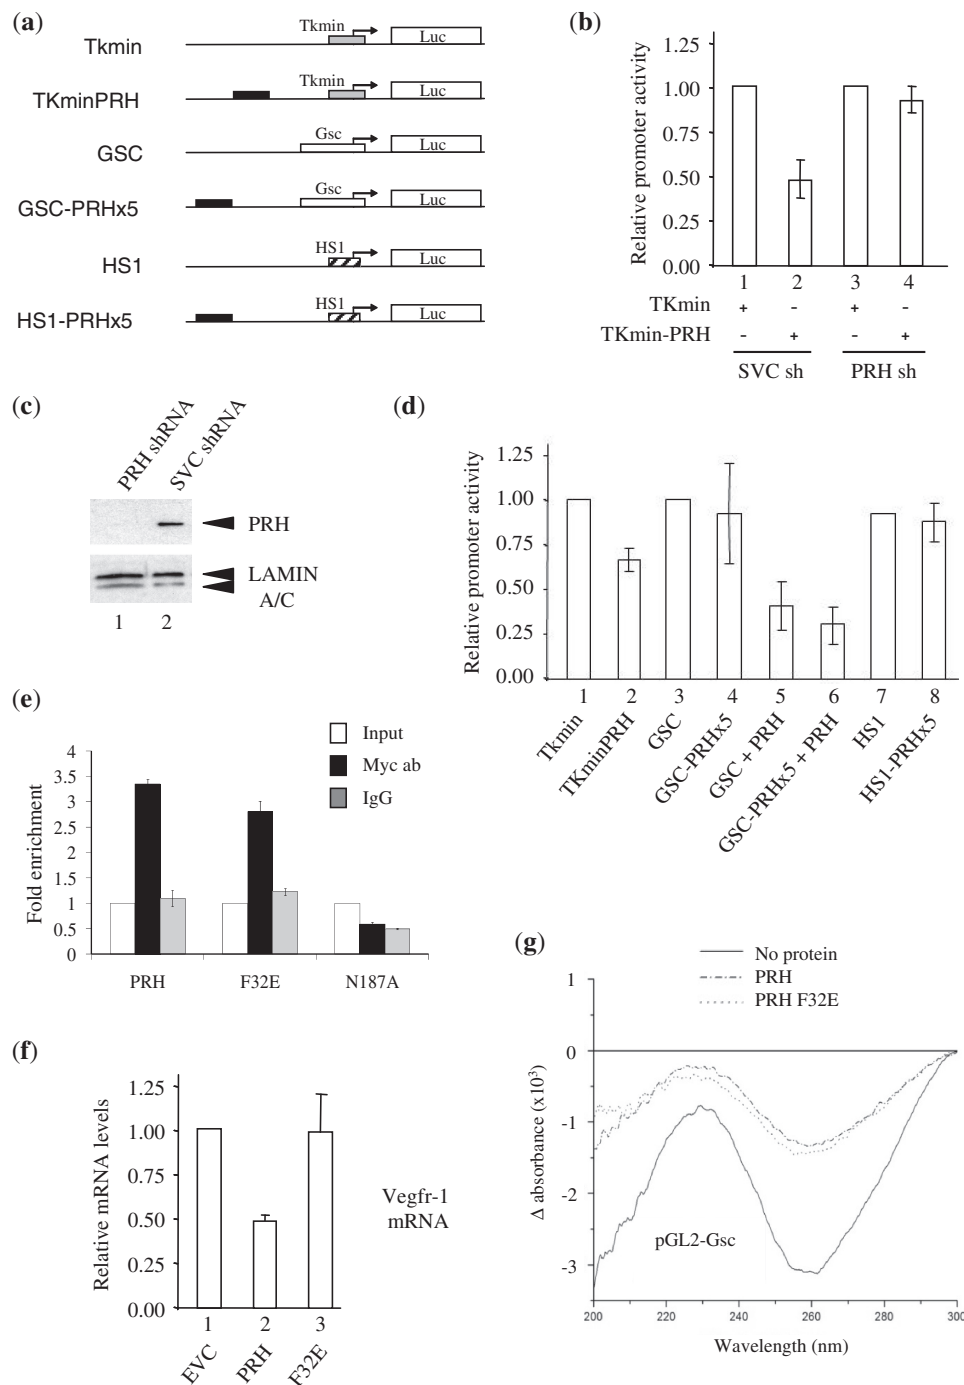 (a)
Tkmin
Tkmin
Luc
TKminPRH
Tkmin
Luc
GSC
Gsc
Luc
GSC-PRHx5
Gsc
Luc
HS1
HS1
Luc
HS1-PRHx5
HS1
Luc
(b)
Relative promoter activity
1.25
1.00
0.75
0.50
0.25
0.00
1 2 3 4
TKmin + - + -
TKmin-PRH - + - +
SVC sh PRH sh
(c)
PRH shRNA
SVC shRNA
PRH
LAMIN
A/C
1 2
(d)
Relative promoter activity
1.25
1.00
0.75
0.50
0.25
0.00
1 2 3 4 5 6 7 8
Tkmin
TKminPRH
GSC
GSC-PRHx5
GSC + PRH
GSC-PRHx5 + PRH
HS1
HS1-PRHx5
(e)
Input
Myc ab
IgG
Fold enrichment
4
3.5
3
2.5
2
1.5
1
0.5
0
PRH F32E N187A
(f)
Relative mRNA levels
1.25
1.00
0.75
0.50
0.25
0.00
1 2 3
EVC
PRH
F32E
Vegfr-1
mRNA
(g)
No protein
PRH
PRH F32E
Δ absorbance (x10³)
1
0
-1
-2
-3
pGL2-Gsc
200 220 240 260 280 300
Wavelength (nm)